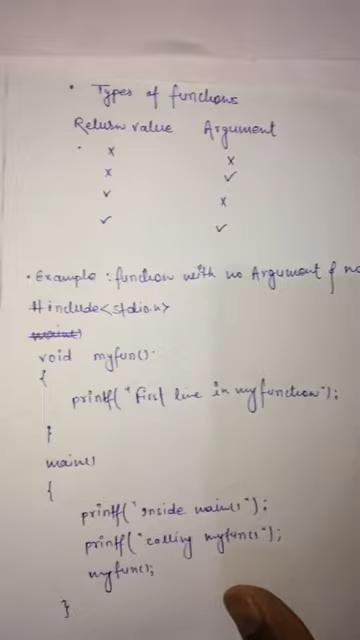 • Types of functions
Return value Argument
x x
x ✓
✓ x
✓ ✓
• Example : function with no Argument & no
#include<stdio.h>
main()
void myfun()
{
printf("First line in myfunction");
}
main()
{
printf("inside main()");
printf("calling myfun()");
myfun();
}